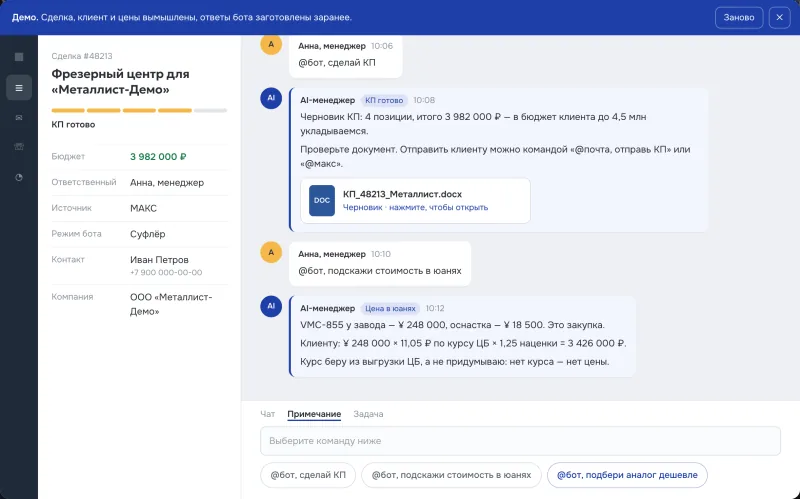 Демо. Сделка, клиент и цены вымышлены, ответы бота заготовлены заранее.
Заново
Сделка #48213
Фрезерный центр для
«Металлист-Демо»
КП готово
Бюджет
3 982 000 ₽
Ответственный
Анна, менеджер
Источник
МАКС
Режим бота
Суфлёр
Контакт
Иван Петров
+7 900 000-00-00
Компания
ООО «Металлист-
Демо»
А
Анна, менеджер 10:06
@бот, сделай КП
AI
AI-менеджер КП готово 10:08
Черновик КП: 4 позиции, итого 3 982 000 ₽ — в бюджет клиента до 4,5 млн
укладываемся.
Проверьте документ. Отправить клиенту можно командой «@почта, отправь КП» или
«@макс».
DOC
КП_48213_Металлист.docx
Черновик · нажмите, чтобы открыть
А
Анна, менеджер 10:10
@бот, подскажи стоимость в юанях
AI
AI-менеджер Цена в юанях 10:12
VMC-855 у завода — ¥ 248 000, оснастка — ¥ 18 500. Это закупка.
Клиенту: ¥ 248 000 × 11,05 ₽ по курсу ЦБ × 1,25 наценки = 3 426 000 ₽.
Курс беру из выгрузки ЦБ, а не придумываю: нет курса — нет цены.
Чат
Примечание
Задача
Выберите команду ниже
@бот, сделай КП
@бот, подскажи стоимость в юанях
@бот, подбери аналог дешевле